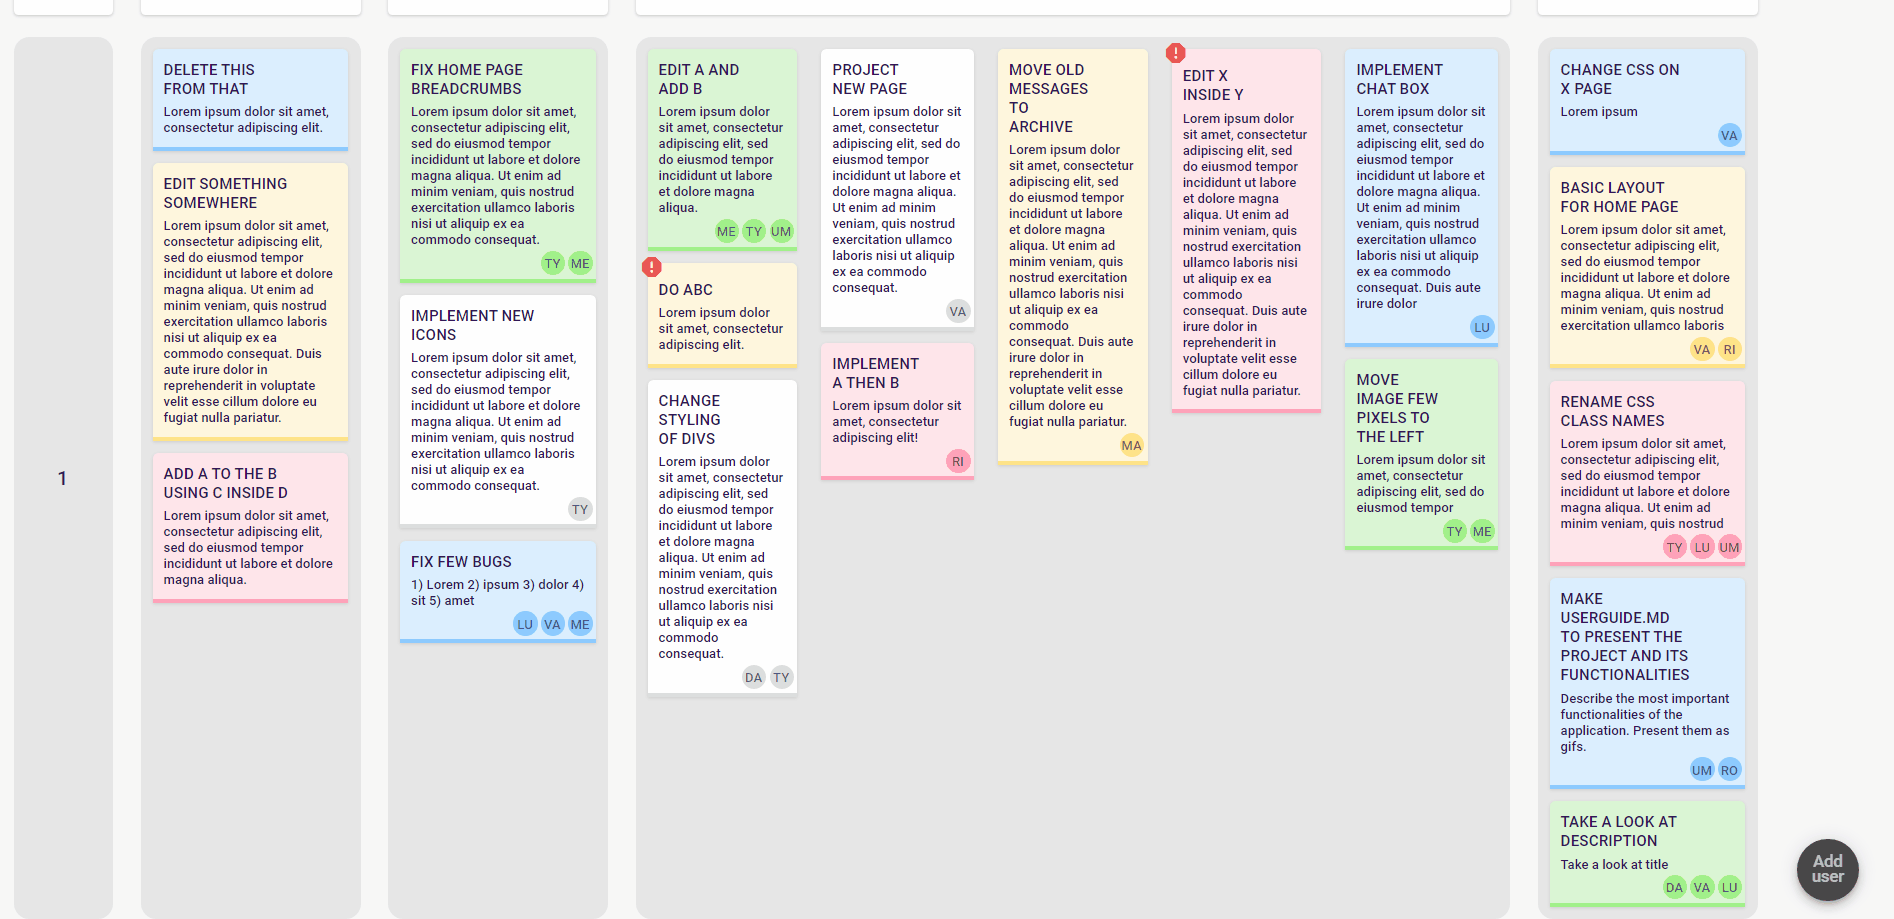 1
DELETE THIS
FROM THAT
Lorem ipsum dolor sit amet,
consectetur adipiscing elit.
EDIT SOMETHING
SOMEWHERE
Lorem ipsum dolor sit amet,
consectetur adipiscing elit,
sed do eiusmod tempor
incididunt ut labore et dolore
magna aliqua. Ut enim ad
minim veniam, quis nostrud
exercitation ullamco laboris
nisi ut aliquip ex ea
commodo consequat. Duis
aute irure dolor in
reprehenderit in voluptate
velit esse cillum dolore eu
fugiat nulla pariatur.
ADD A TO THE B
USING C INSIDE D
Lorem ipsum dolor sit amet,
consectetur adipiscing elit,
sed do eiusmod tempor
incididunt ut labore et dolore
magna aliqua.
FIX HOME PAGE
BREADCRUMBS
Lorem ipsum dolor sit amet,
consectetur adipiscing elit,
sed do eiusmod tempor
incididunt ut labore et dolore
magna aliqua. Ut enim ad
minim veniam, quis nostrud
exercitation ullamco laboris
nisi ut aliquip ex ea
commodo consequat.
TY ME
IMPLEMENT NEW
ICONS
Lorem ipsum dolor sit amet,
consectetur adipiscing elit,
sed do eiusmod tempor
incididunt ut labore et dolore
magna aliqua. Ut enim ad
minim veniam, quis nostrud
exercitation ullamco laboris
nisi ut aliquip ex ea
commodo consequat.
TY
FIX FEW BUGS
1) Lorem 2) ipsum 3) dolor 4)
sit 5) amet
LU VA ME
EDIT A AND
ADD B
Lorem ipsum dolor
sit amet, consectetur
adipiscing elit, sed
do eiusmod tempor
incididunt ut labore
et dolore magna
aliqua.
ME TY UM
!
DO ABC
Lorem ipsum dolor
sit amet, consectetur
adipiscing elit.
CHANGE
STYLING
OF DIVS
Lorem ipsum dolor
sit amet, consectetur
adipiscing elit, sed
do eiusmod tempor
incididunt ut labore
et dolore magna
aliqua. Ut enim ad
minim veniam, quis
nostrud exercitation
ullamco laboris nisi
ut aliquip ex ea
commodo
consequat.
DA TY
PROJECT
NEW PAGE
Lorem ipsum dolor sit
amet, consectetur
adipiscing elit, sed do
eiusmod tempor
incididunt ut labore et
dolore magna aliqua.
Ut enim ad minim
veniam, quis nostrud
exercitation ullamco
laboris nisi ut aliquip
ex ea commodo
consequat.
VA
IMPLEMENT
A THEN B
Lorem ipsum dolor sit
amet, consectetur
adipiscing elit!
RI
MOVE OLD
MESSAGES
TO
ARCHIVE
Lorem ipsum dolor
sit amet, consectetur
adipiscing elit, sed
do eiusmod tempor
incididunt ut labore
et dolore magna
aliqua. Ut enim ad
minim veniam, quis
nostrud exercitation
ullamco laboris nisi
ut aliquip ex ea
commodo
consequat. Duis aute
irure dolor in
reprehenderit in
voluptate velit esse
cillum dolore eu
fugiat nulla pariatur.
MA
!
EDIT X
INSIDE Y
Lorem ipsum dolor
sit amet, consectetur
adipiscing elit, sed
do eiusmod tempor
incididunt ut labore
et dolore magna
aliqua. Ut enim ad
minim veniam, quis
nostrud exercitation
ullamco laboris nisi
ut aliquip ex ea
commodo
consequat. Duis aute
irure dolor in
reprehenderit in
voluptate velit esse
cillum dolore eu
fugiat nulla pariatur.
IMPLEMENT
CHAT BOX
Lorem ipsum dolor sit
amet, consectetur
adipiscing elit, sed do
eiusmod tempor
incididunt ut labore et
dolore magna aliqua.
Ut enim ad minim
veniam, quis nostrud
exercitation ullamco
laboris nisi ut aliquip
ex ea commodo
consequat. Duis aute
irure dolor
LU
MOVE
IMAGE FEW
PIXELS TO
THE LEFT
Lorem ipsum dolor sit
amet, consectetur
adipiscing elit, sed do
eiusmod tempor
TY ME
CHANGE CSS ON
X PAGE
Lorem ipsum
VA
BASIC LAYOUT
FOR HOME PAGE
Lorem ipsum dolor sit amet,
consectetur adipiscing elit,
sed do eiusmod tempor
incididunt ut labore et dolore
magna aliqua. Ut enim ad
minim veniam, quis nostrud
exercitation ullamco laboris
VA RI
RENAME CSS
CLASS NAMES
Lorem ipsum dolor sit amet,
consectetur adipiscing elit,
sed do eiusmod tempor
incididunt ut labore et dolore
magna aliqua. Ut enim ad
minim veniam, quis nostrud
TY LU UM
MAKE
USERGUIDE.MD
TO PRESENT THE
PROJECT AND ITS
FUNCTIONALITIES
Describe the most important
functionalities of the
application. Present them as
gifs.
UM RO
TAKE A LOOK AT
DESCRIPTION
Take a look at title
DA VA LU
Add
user